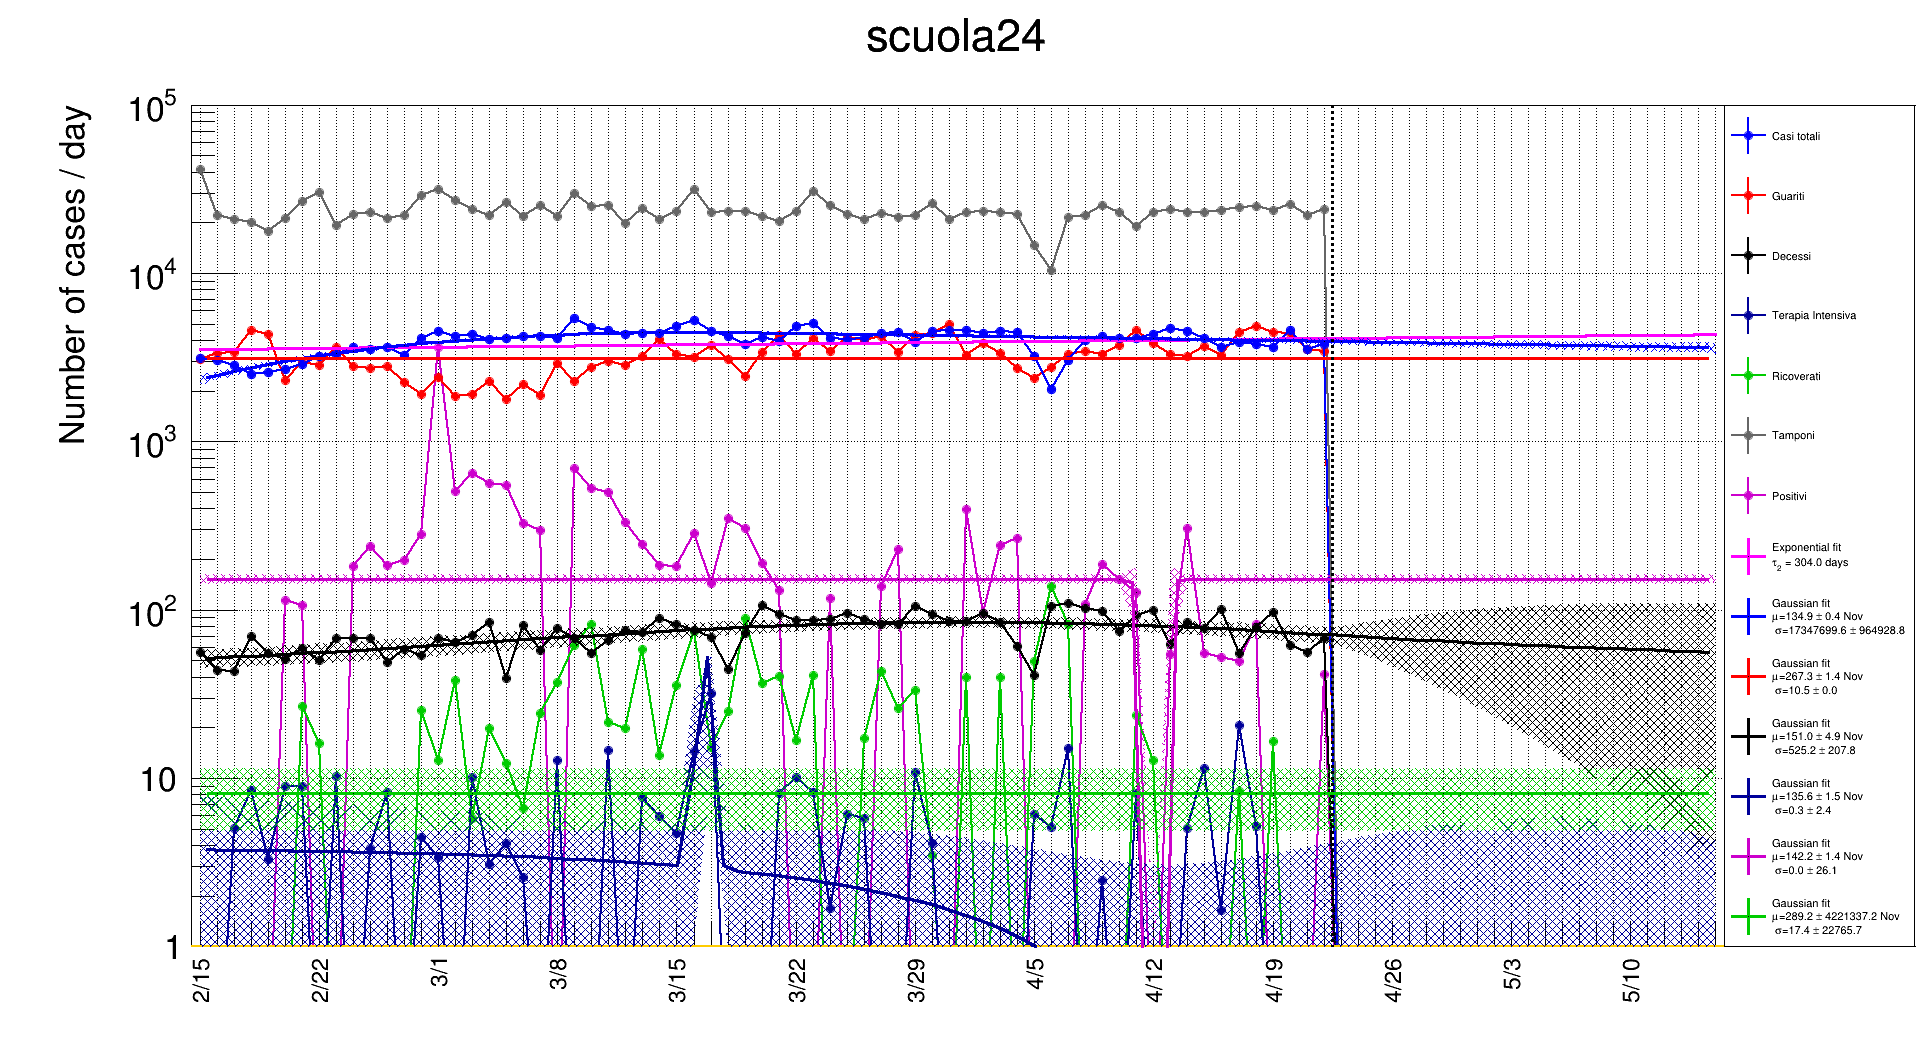 scuola24
Number of cases / day
10^5
10^4
10^3
10^2
10
1
2/15
2/22
3/1
3/8
3/15
3/22
3/29
4/5
4/12
4/19
4/26
5/3
5/10
Casi totali
Guariti
Decessi
Terapia Intensiva
Ricoverati
Tamponi
Positivi
Exponential fit
τ₂ = 304.0 days
Gaussian fit
μ=134.9 ± 0.4 Nov
σ=17347699.6 ± 964928.8
Gaussian fit
μ=267.3 ± 1.4 Nov
σ=10.5 ± 0.0
Gaussian fit
μ=151.0 ± 4.9 Nov
σ=525.2 ± 207.8
Gaussian fit
μ=135.6 ± 1.5 Nov
σ=0.3 ± 2.4
Gaussian fit
μ=142.2 ± 1.4 Nov
σ=0.0 ± 26.1
Gaussian fit
μ=289.2 ± 4221337.2 Nov
σ=17.4 ± 22765.7